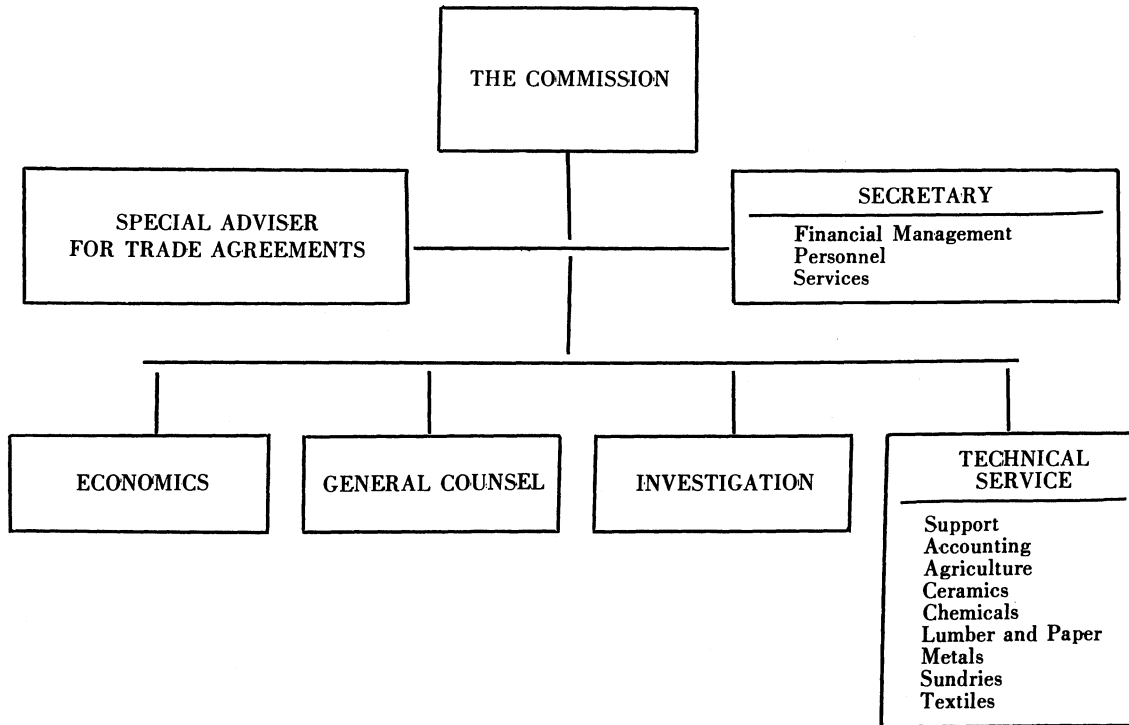 THE COMMISSION
SPECIAL ADVISER
FOR TRADE AGREEMENTS
SECRETARY
Financial Management
Personnel
Services
ECONOMICS
GENERAL COUNSEL
INVESTIGATION
TECHNICAL
SERVICE
Support
Accounting
Agriculture
Ceramics
Chemicals
Lumber and Paper
Metals
Sundries
Textiles